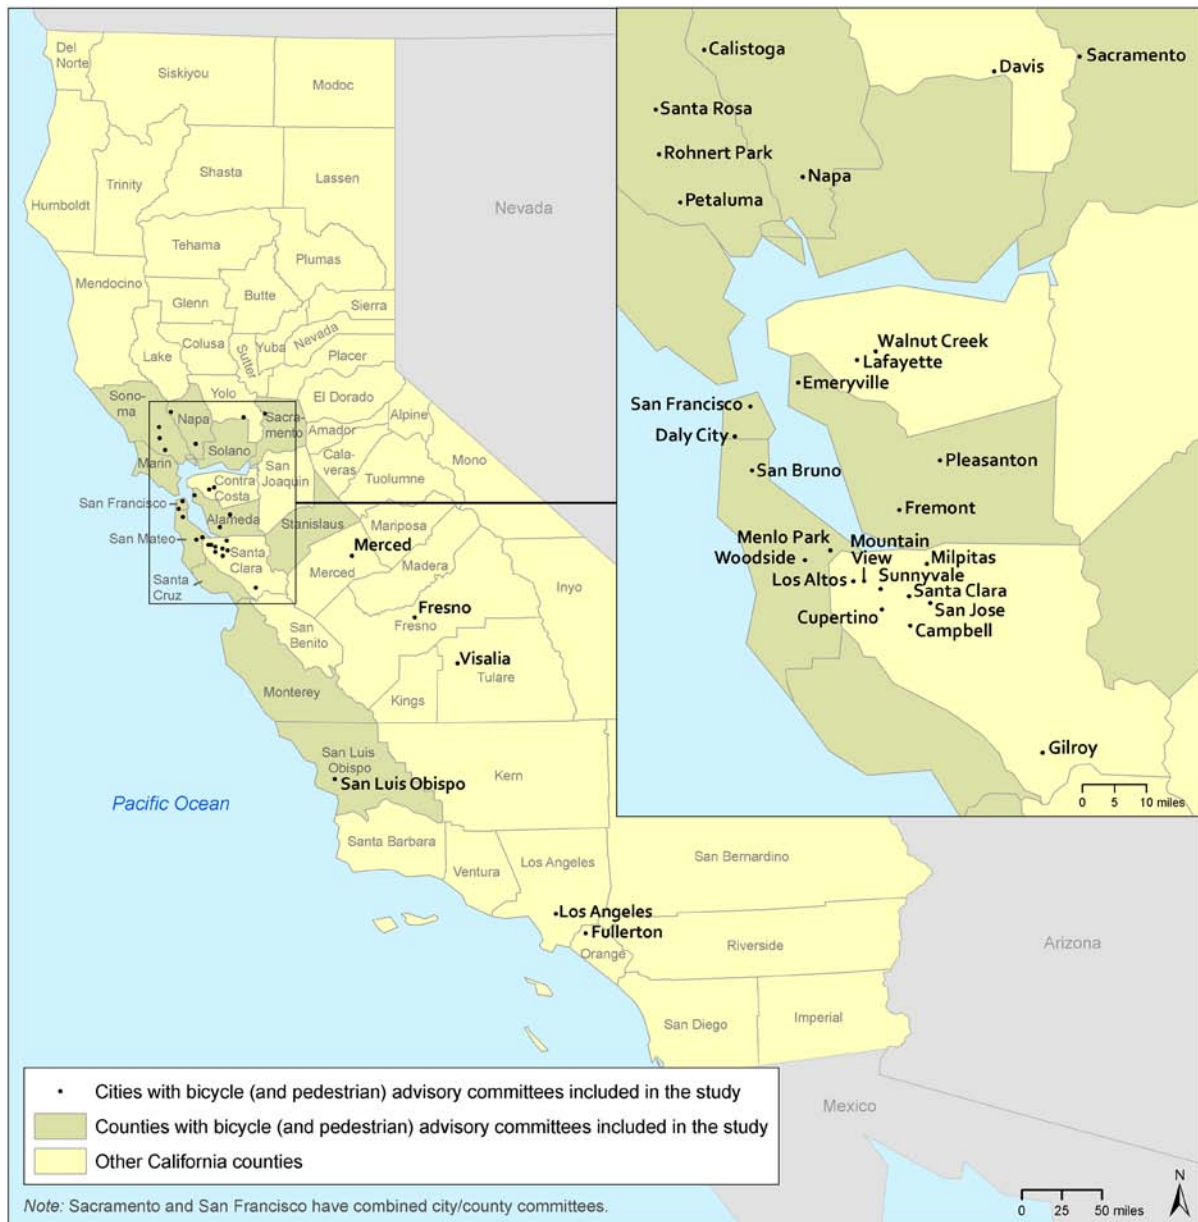 Del
Norte
Siskiyou
Modoc
Humboldt
Trinity
Shasta
Lassen
Nevada
Tehama
Plumas
Mendocino
Glenn
Butte
Sierra
Lake
Colusa
Sutter
Yuba
Nevada
Placer
Yolo
El Dorado
Sono-
ma
Napa
Sacra-
mento
Amador
Alpine
Solano
Marin
Cala-
veras
Mono
San
Joaquin
Tuolumne
Contra
Costa
San Francisco
Alameda
Stanislaus
Mariposa
San Mateo
Santa
Clara
Merced
Merced
Madera
Santa
Cruz
Inyo
Fresno
Fresno
San
Benito
Visalia
Tulare
Monterey
Kings
San Luis
Obispo
San Luis Obispo
Kern
Pacific Ocean
Santa Barbara
Ventura
Los Angeles
San Bernardino
Los Angeles
Fullerton
Orange
Riverside
Arizona
San Diego
Imperial
Mexico
Calistoga
Davis
Sacramento
Santa Rosa
Rohnert Park
Napa
Petaluma
Walnut Creek
Lafayette
Emeryville
San Francisco
Daly City
San Bruno
Pleasanton
Fremont
Menlo Park
Mountain
View
Woodside
Milpitas
Los Altos
Sunnyvale
Santa Clara
San Jose
Cupertino
Campbell
Gilroy
0 5 10 miles
Cities with bicycle (and pedestrian) advisory committees included in the study
Counties with bicycle (and pedestrian) advisory committees included in the study
Other California counties
Note: Sacramento and San Francisco have combined city/county committees.
0 25 50 miles
N